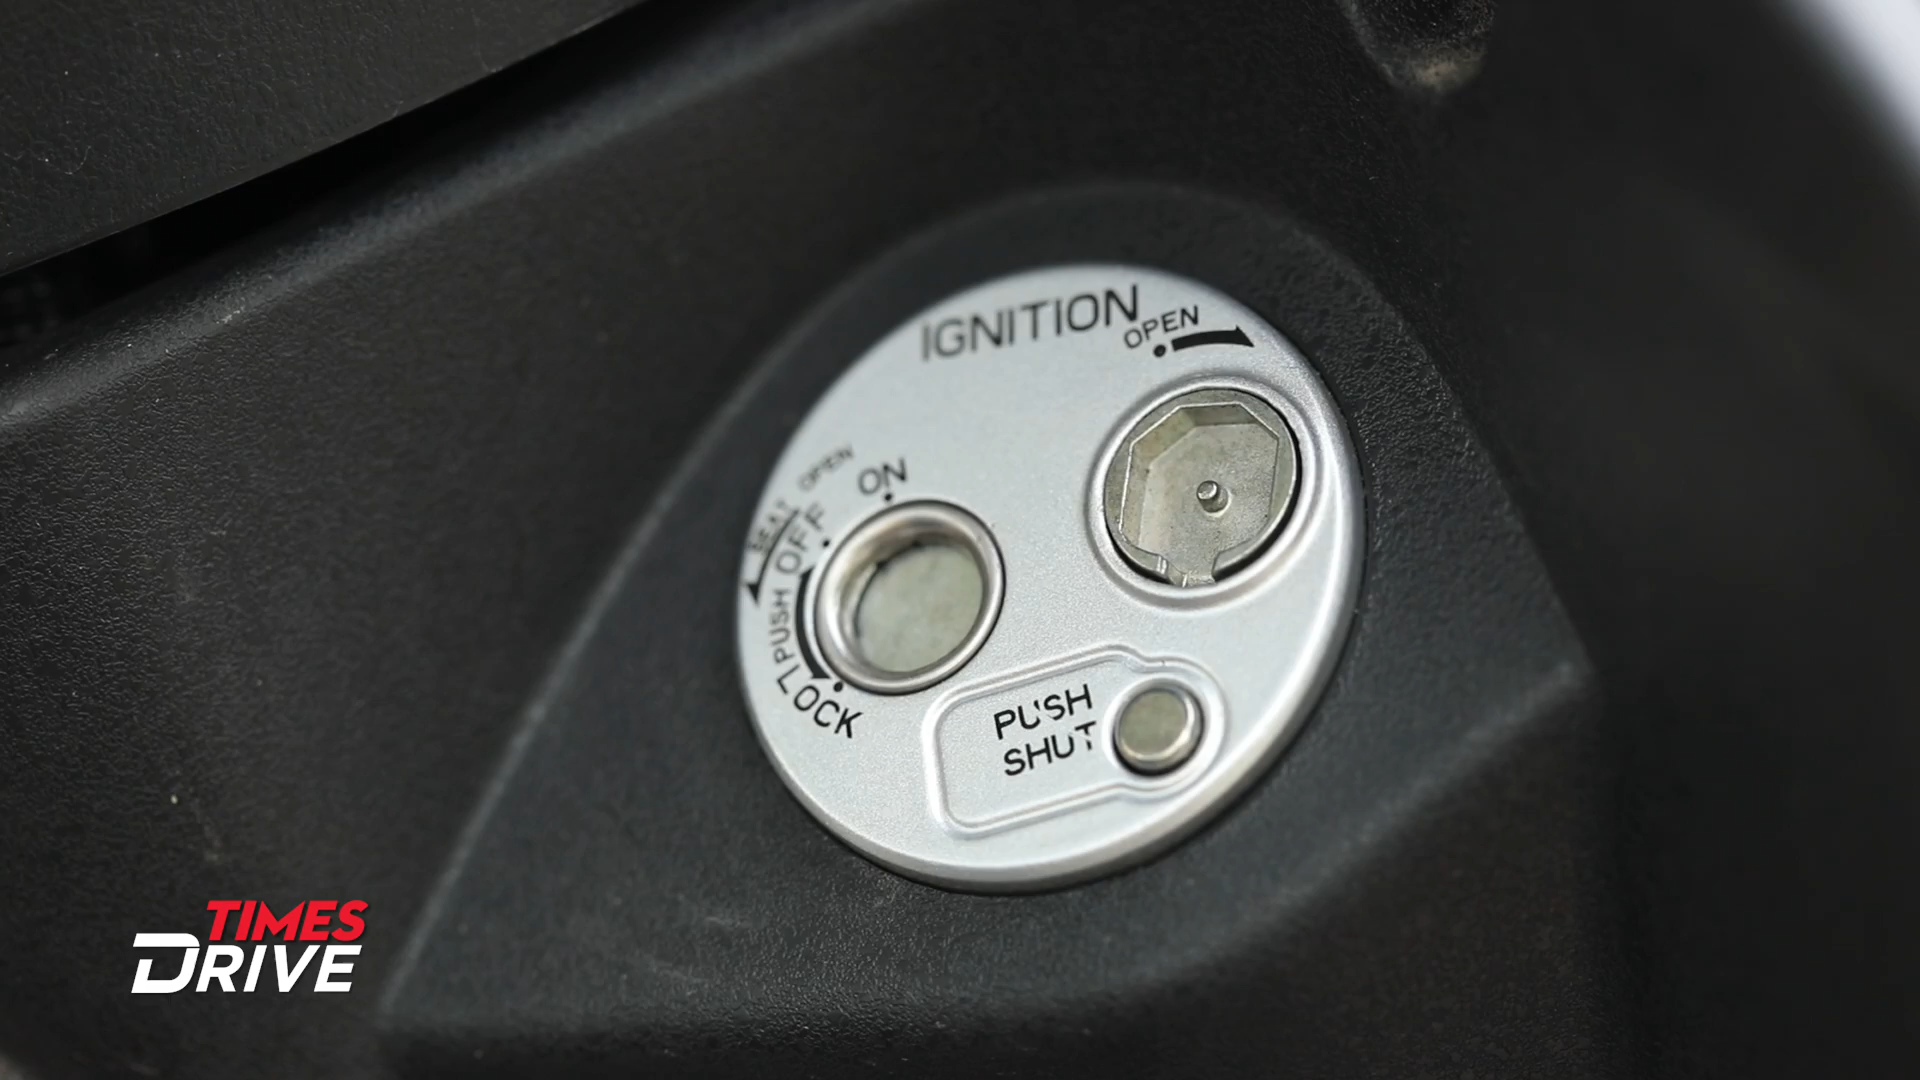 IGNITION
OPEN
OPEN
ON
SEAT
OFF
PUSH
LOCK
PUSH
SHUT
TIMES
DRIVE